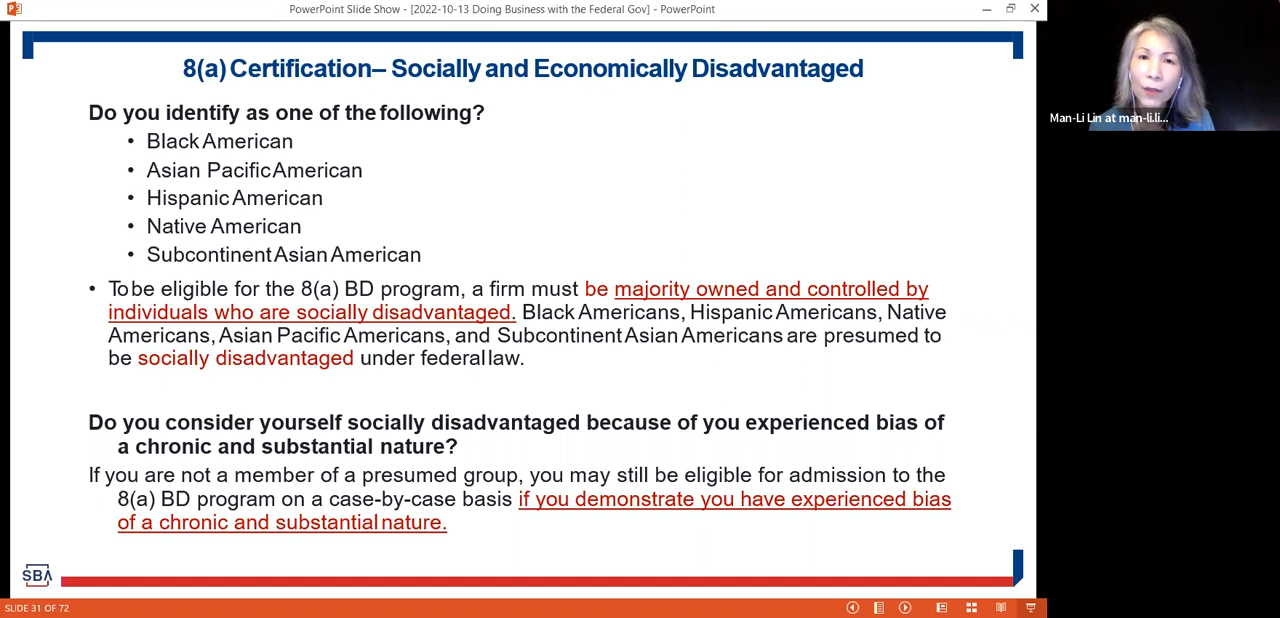 PowerPoint Slide Show - [2022-10-13 Doing Business with the Federal Gov] - PowerPoint
8(a) Certification– Socially and Economically Disadvantaged
Do you identify as one of the following?
• Black American
• Asian Pacific American
• Hispanic American
• Native American
• Subcontinent Asian American
• To be eligible for the 8(a) BD program, a firm must be majority owned and controlled by
individuals who are socially disadvantaged. Black Americans, Hispanic Americans, Native
Americans, Asian Pacific Americans, and Subcontinent Asian Americans are presumed to
be socially disadvantaged under federal law.
Do you consider yourself socially disadvantaged because of you experienced bias of
a chronic and substantial nature?
If you are not a member of a presumed group, you may still be eligible for admission to the
8(a) BD program on a case-by-case basis if you demonstrate you have experienced bias
of a chronic and substantial nature.
SBA
SLIDE 31 OF 72
Man-Li Lin at man-li.li...